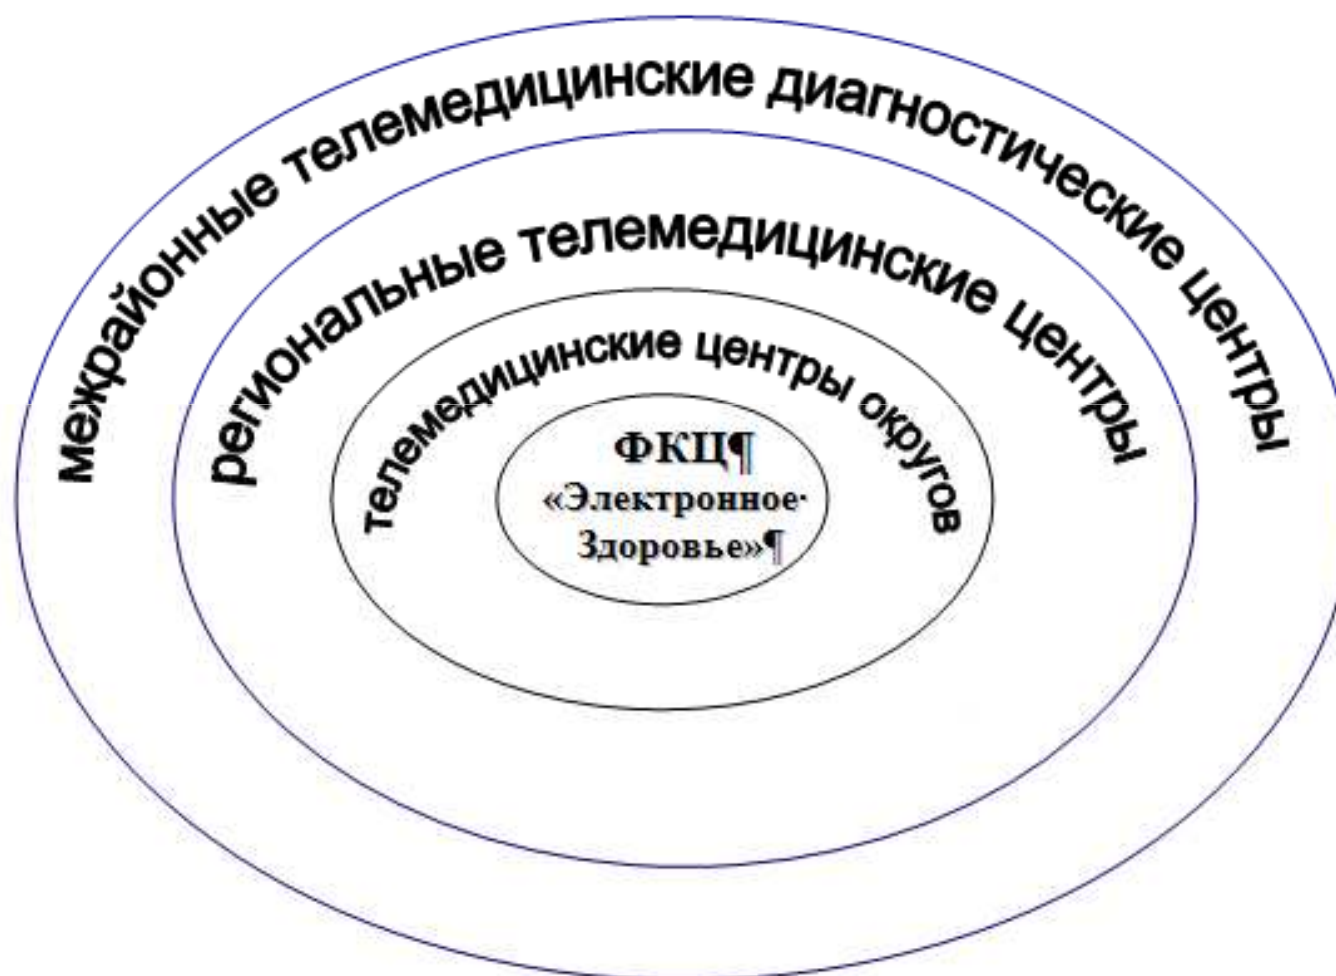 межрайонные телемедицинские диагностические центры
региональные телемедицинские центры
телемедицинские центры округов
ФКЦ¶
«Электронное·
Здоровье»¶